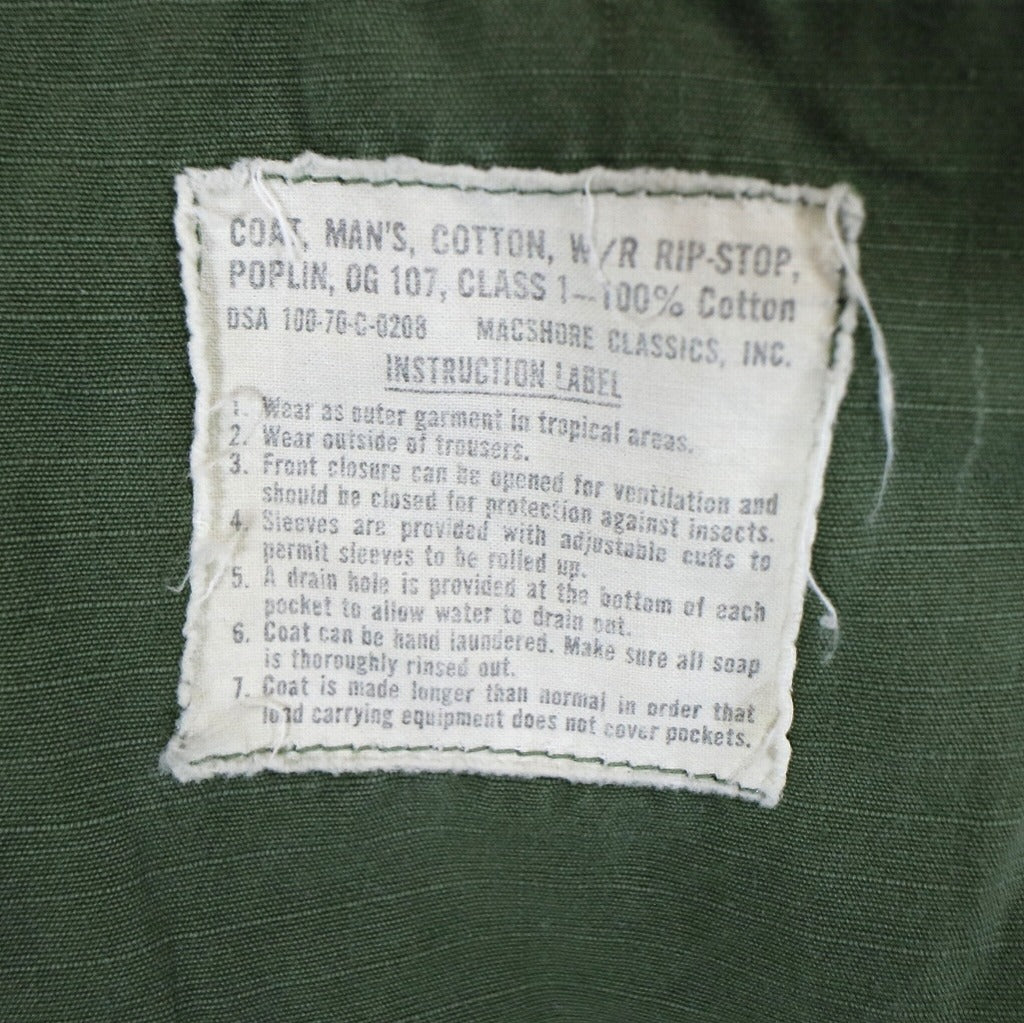 COAT, MAN'S, COTTON, W/R RIP-STOP,
POPLIN, OG 107, CLASS 1-100% Cotton
DSA 100-70-C-0208 MACSHORE CLASSICS, INC.
INSTRUCTION LABEL
1. Wear as outer garment in tropical areas.
2. Wear outside of trousers.
3. Front closure can be opened for ventilation and
should be closed for protection against insects.
4. Sleeves are provided with adjustable cuffs to
permit sleeves to be rolled up.
5. A drain hole is provided at the bottom of each
pocket to allow water to drain out.
6. Coat can be hand laundered. Make sure all soap
is thoroughly rinsed out.
7. Coat is made longer than normal in order that
load carrying equipment does not cover pockets.